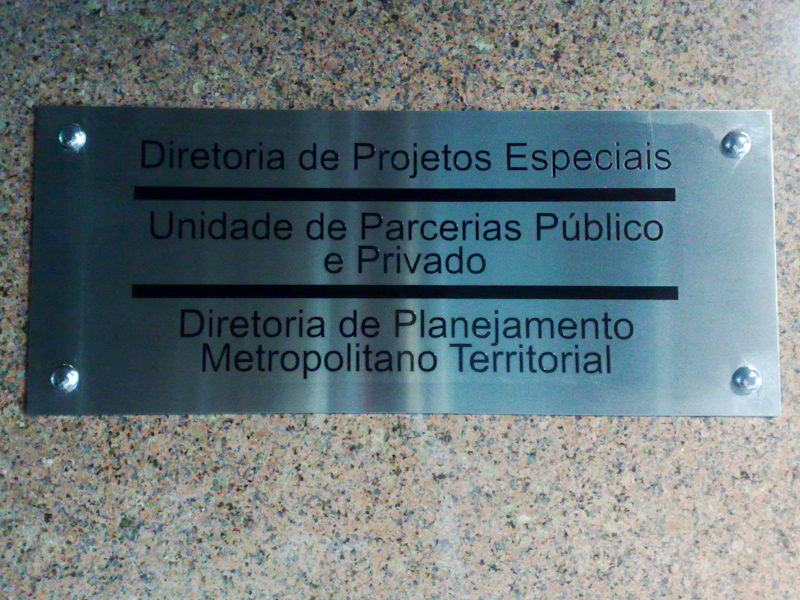 Diretoria de Projetos Especiais
Unidade de Parcerias Público
e Privado
Diretoria de Planejamento
Metropolitano Territorial